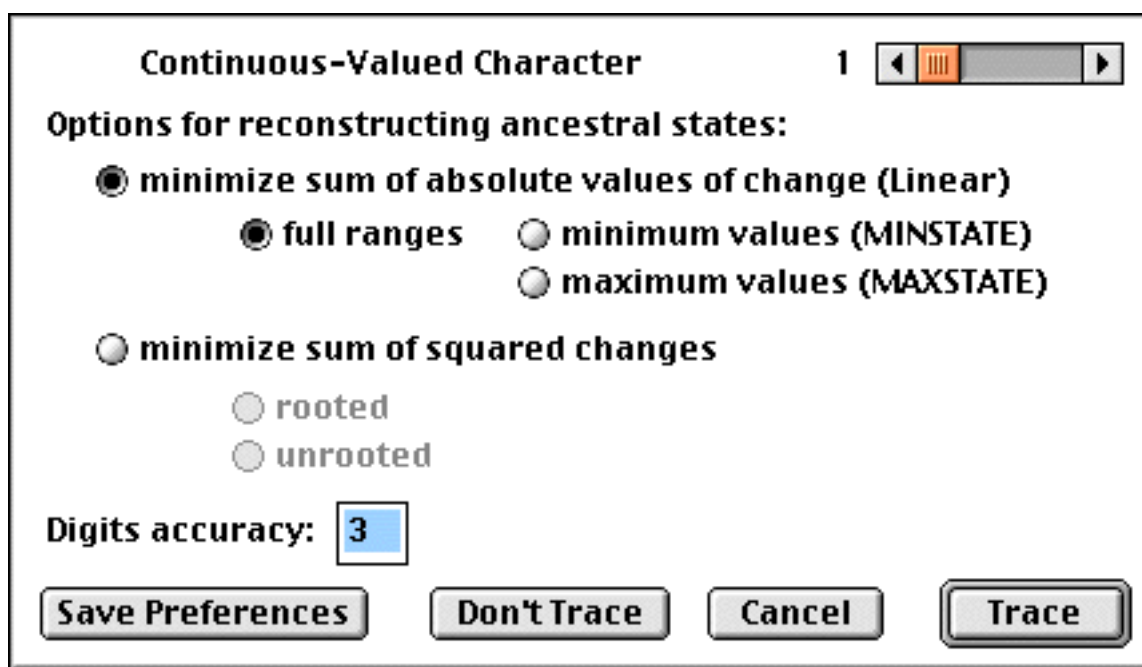 Continuous-Valued Character 1
Options for reconstructing ancestral states:
minimize sum of absolute values of change (Linear)
full ranges minimum values (MINSTATE)
maximum values (MAXSTATE)
minimize sum of squared changes
rooted
unrooted
Digits accuracy: 3
Save Preferences Don't Trace Cancel Trace